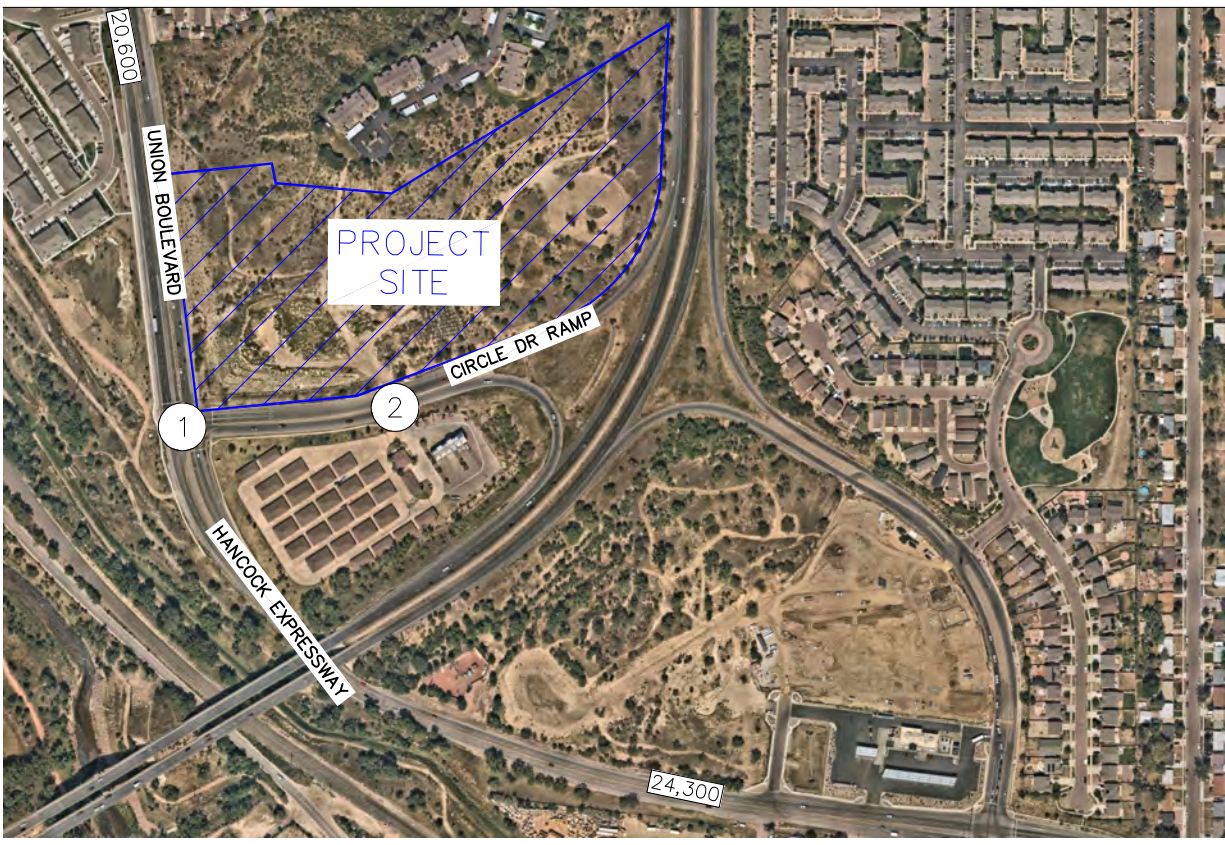 20,600
UNION BOULEVARD
PROJECT
SITE
CIRCLE DR RAMP
1
2
HANCOCK EXPRESSWAY
24,300